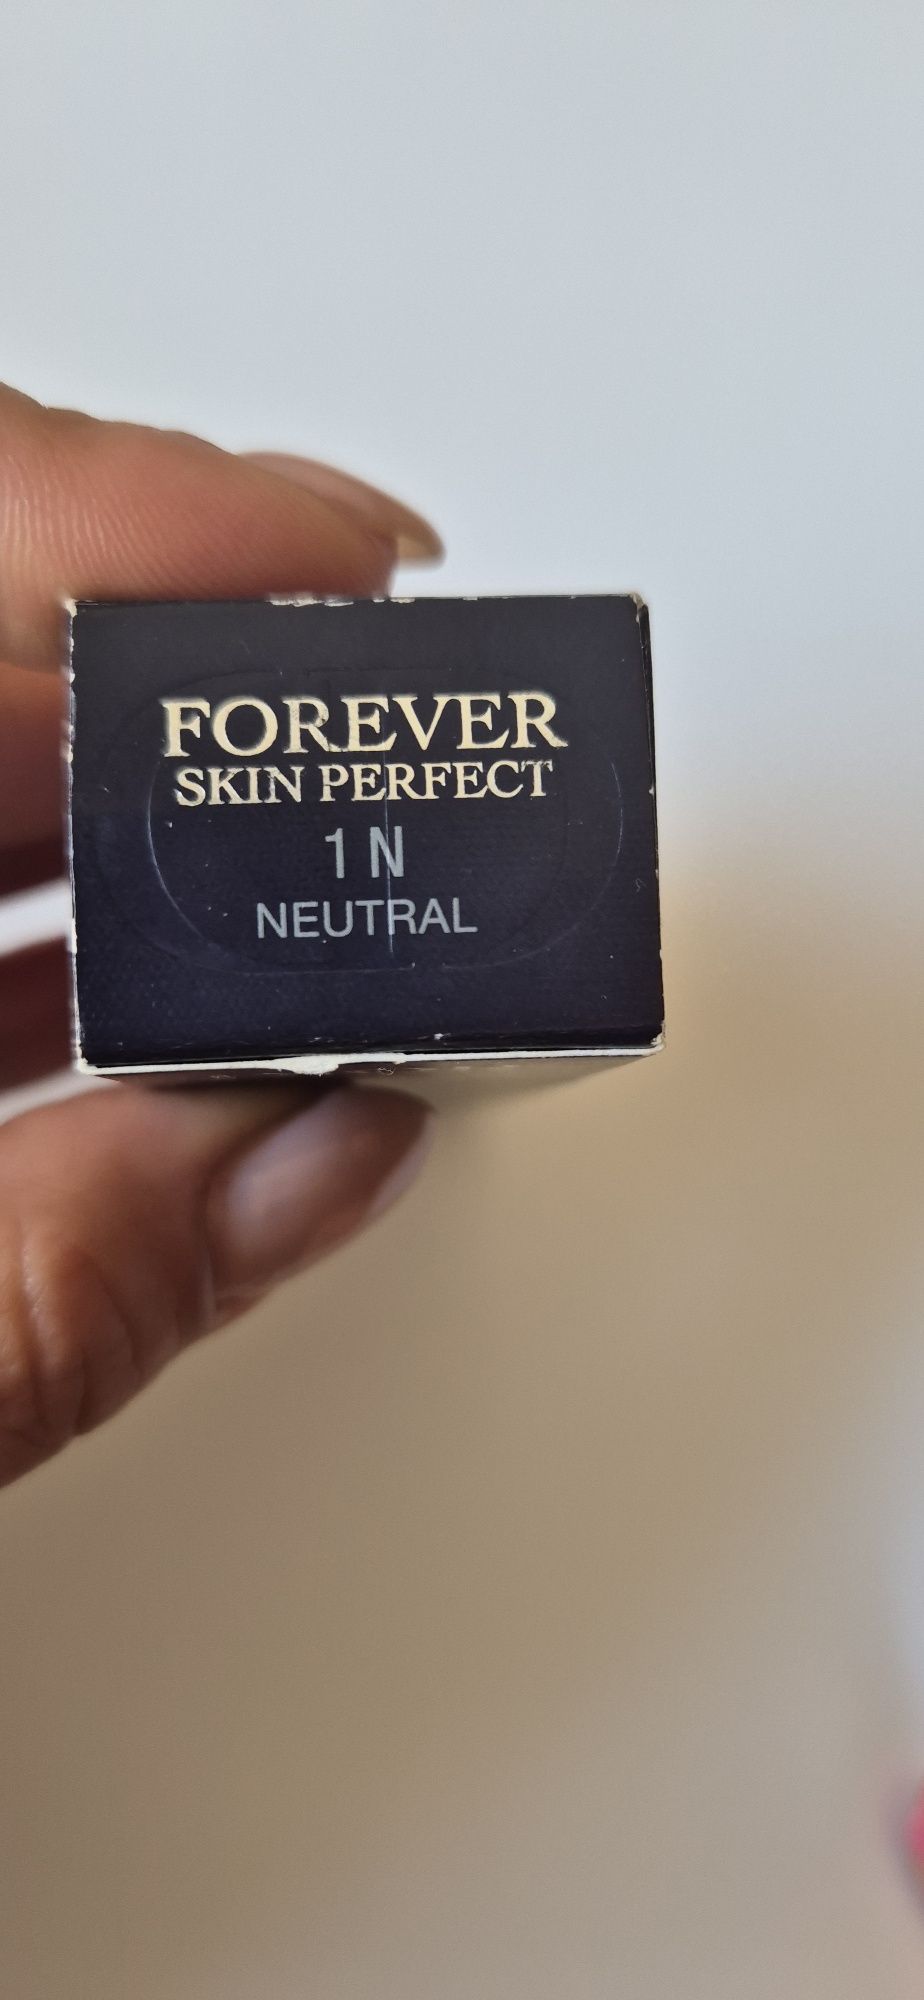 FOREVER
SKIN PERFECT
1 N
NEUTRAL